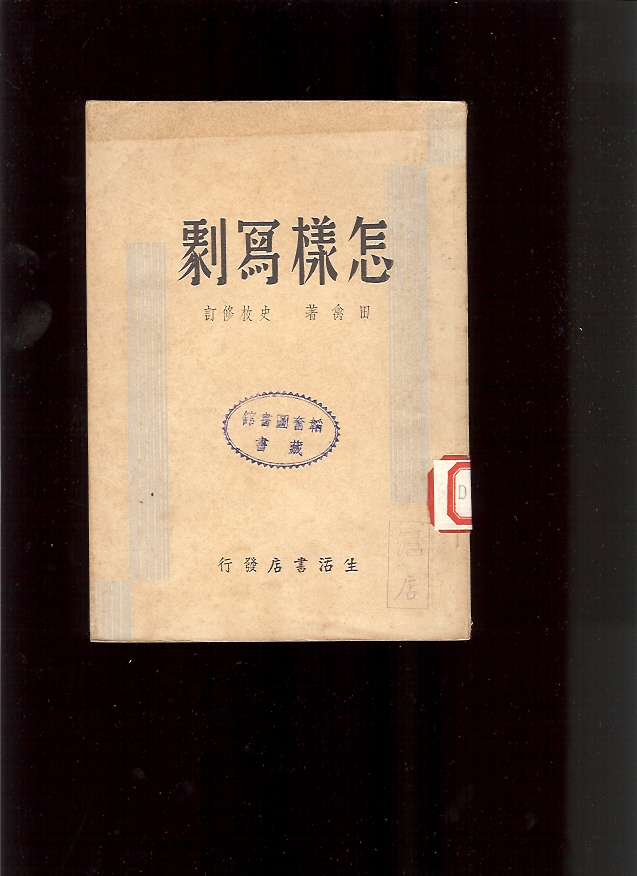 怎樣寫劇
田禽著 史枚修訂
韜奮圖書館
藏書
D
生活書店發行
店